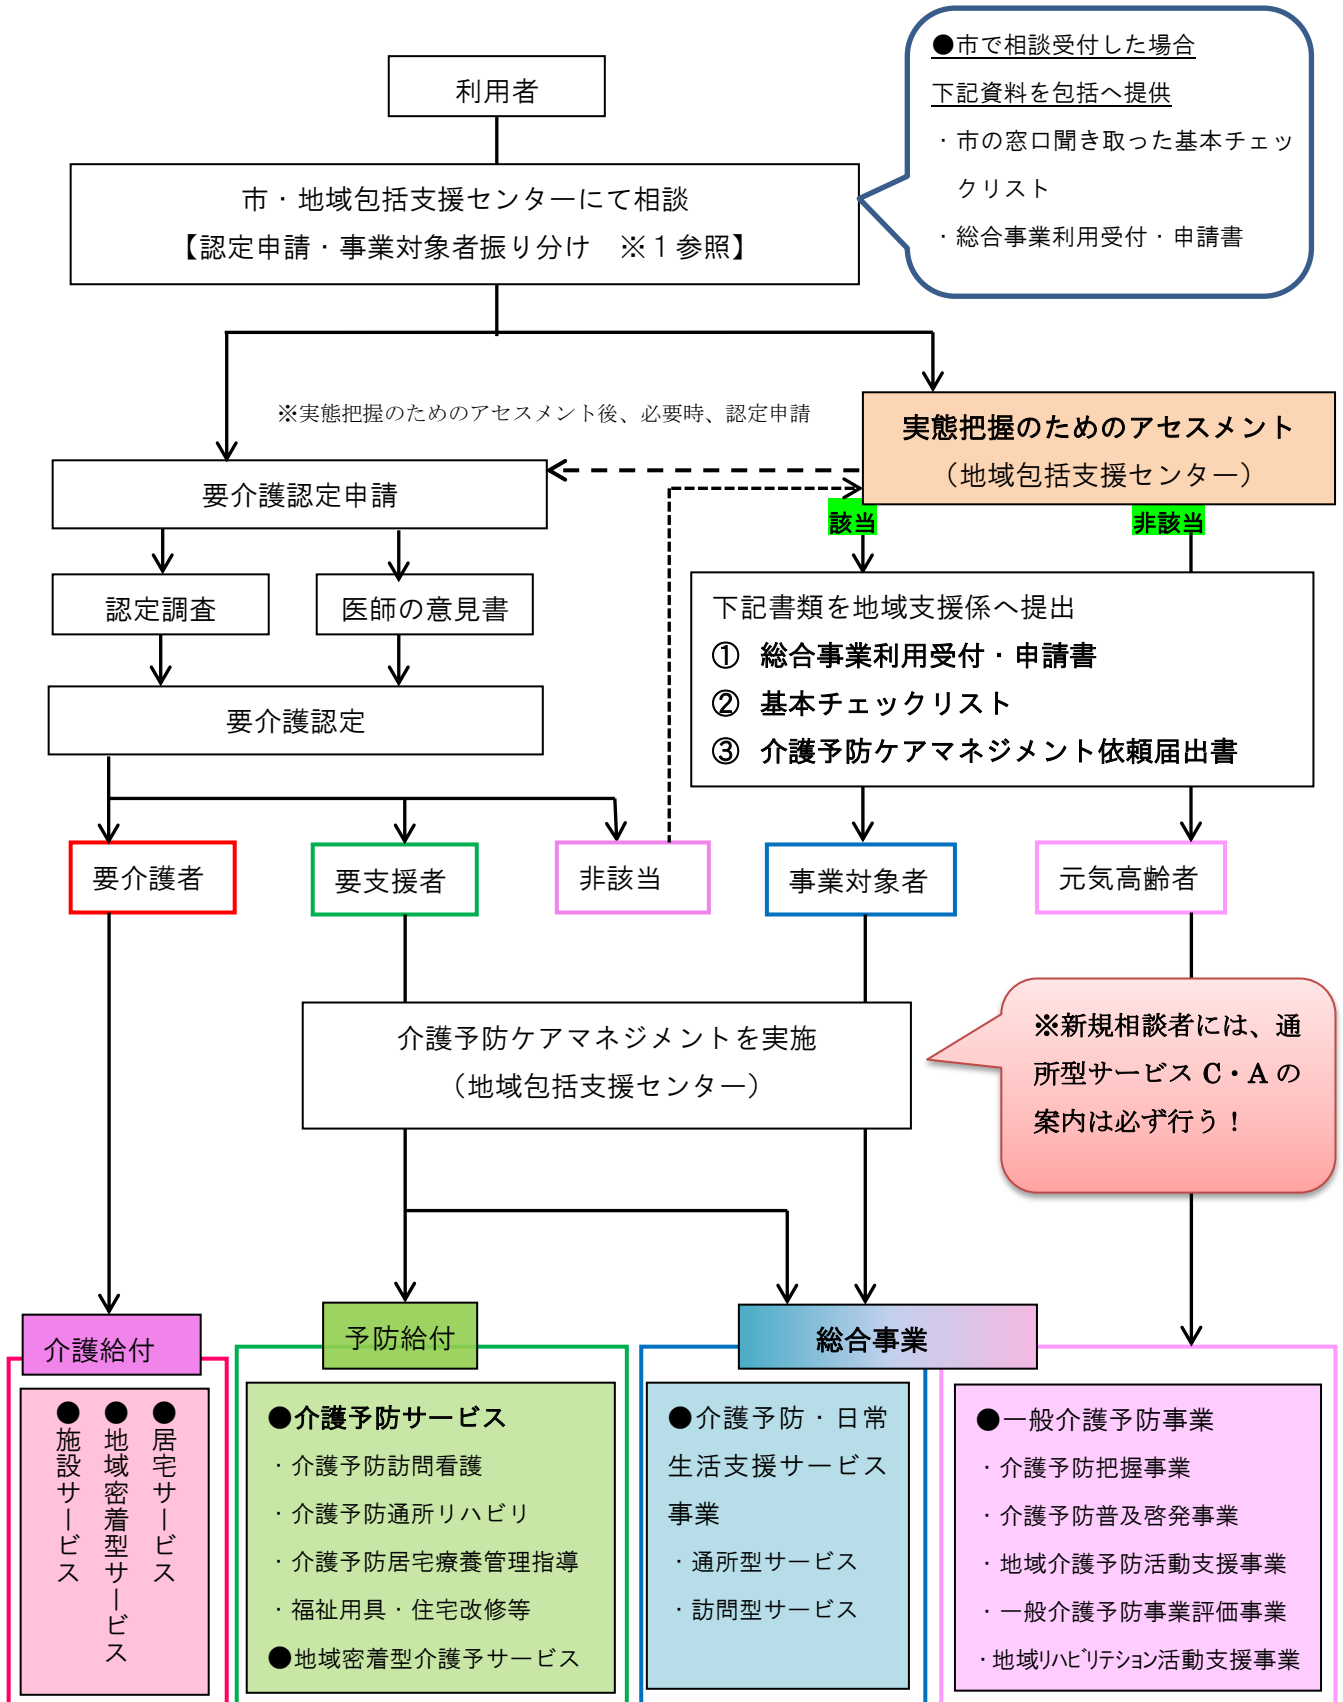 利用者
●市で相談受付した場合
下記資料を包括へ提供
・市の窓口聞き取った基本チェッ
クリスト
・総合事業利用受付・申請書
市・地域包括支援センターにて相談
【認定申請・事業対象者振り分け　※１参照】
※実態把握のためのアセスメント後、必要時、認定申請
実態把握のためのアセスメント
（地域包括支援センター）
該当
非該当
要介護認定申請
認定調査
医師の意見書
要介護認定
下記書類を地域支援係へ提出
①　総合事業利用受付・申請書
②　基本チェックリスト
③　介護予防ケアマネジメント依頼届出書
要介護者
要支援者
非該当
事業対象者
元気高齢者
介護予防ケアマネジメントを実施
（地域包括支援センター）
※新規相談者には、通
所型サービス C・A の
案内は必ず行う！
介護給付
●居宅サービス
●地域密着型サービス
●施設サービス
予防給付
●介護予防サービス
・介護予防訪問看護
・介護予防通所リハビリ
・介護予防居宅療養管理指導
・福祉用具・住宅改修等
●地域密着型介護予サービス
総合事業
●介護予防・日常
生活支援サービス
事業
・通所型サービス
・訪問型サービス
●一般介護予防事業
・介護予防把握事業
・介護予防普及啓発事業
・地域介護予防活動支援事業
・一般介護予防事業評価事業
・地域ﾘﾊﾋﾞﾘﾃｼｮﾝ活動支援事業